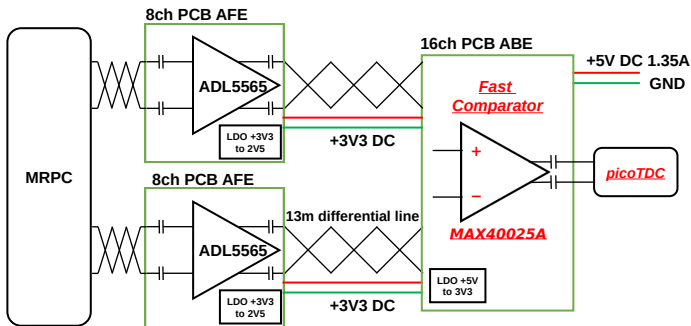 8ch PCB AFE
16ch PCB ABE
+5V DC 1.35A
GND
ADL5565
Fast
Comparator
LDO +3V3
to 2V5
+3V3 DC
+
MRPC
picoTDC
8ch PCB AFE
−
13m differential line
MAX40025A
ADL5565
LDO +5V
to 3V3
LDO +3V3
to 2V5
+3V3 DC